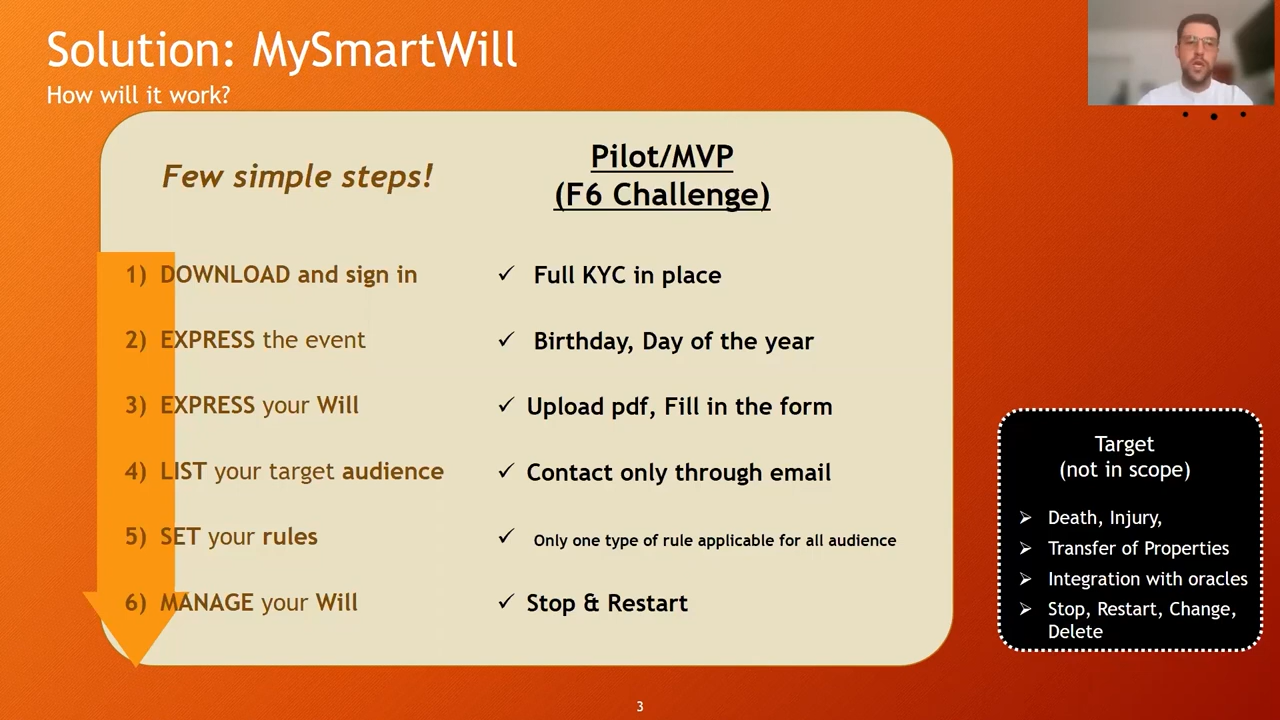 Solution: MySmartWill
How will it work?
Few simple steps!
Pilot/MVP
(F6 Challenge)
1) DOWNLOAD and sign in
✓ Full KYC in place
2) EXPRESS the event
✓ Birthday, Day of the year
3) EXPRESS your Will
✓ Upload pdf, Fill in the form
4) LIST your target audience
✓ Contact only through email
5) SET your rules
✓ Only one type of rule applicable for all audience
6) MANAGE your Will
✓ Stop & Restart
Target
(not in scope)
➢ Death, Injury,
➢ Transfer of Properties
➢ Integration with oracles
➢ Stop, Restart, Change,
Delete
3